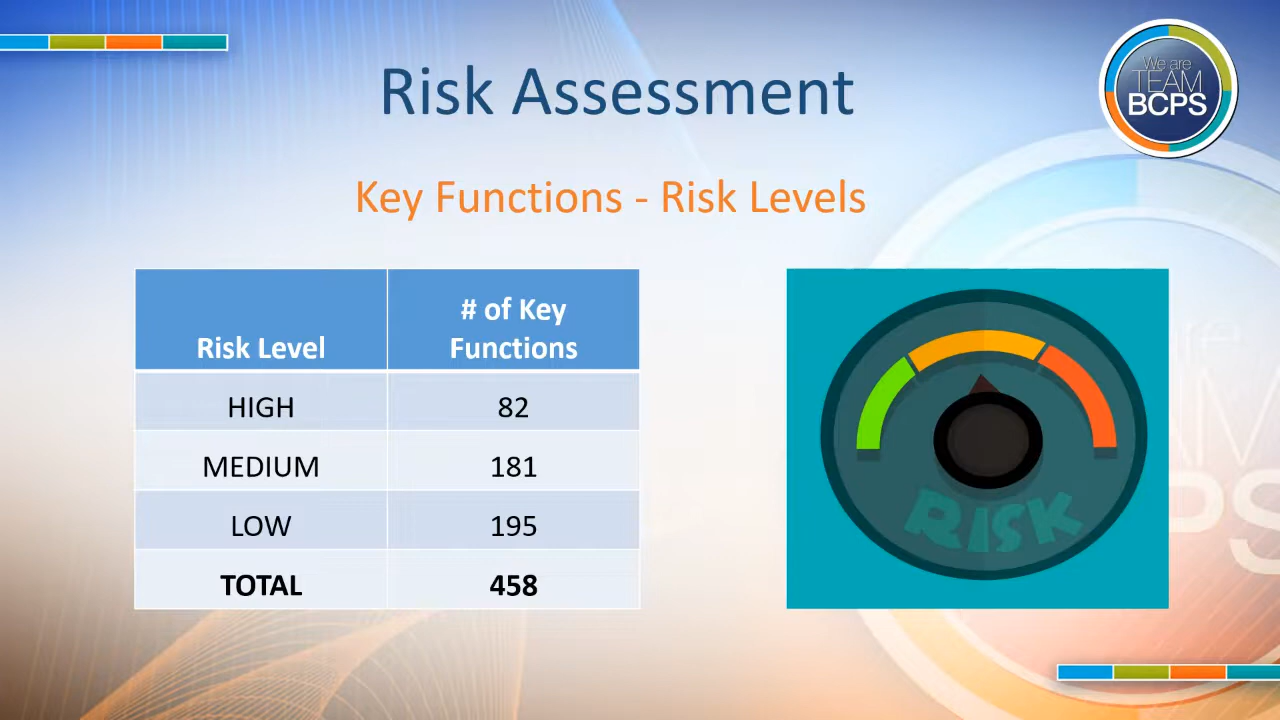 Risk Assessment
We are
TEAM
BCPS
Key Functions - Risk Levels
Risk Level # of Key Functions
HIGH 82
MEDIUM 181
LOW 195
TOTAL 458
RISK